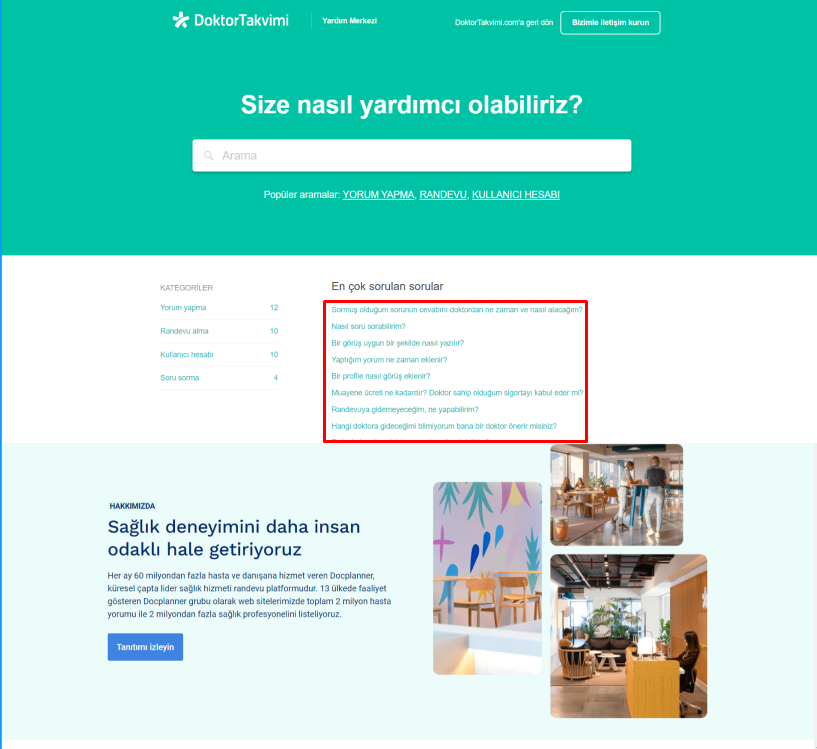 DoktorTakvimi
Yardım Merkezi
DoktorTakvimi.com'a geri dön
Bizimle iletişim kurun
Size nasıl yardımcı olabiliriz?
Arama
Popüler aramalar: YORUM YAPMA, RANDEVU, KULLANICI HESABI
KATEGORİLER
Yorum yapma 12
Randevu alma 10
Kullanıcı hesabı 10
Soru sorma 4
En çok sorulan sorular
Sormuş olduğum sorunun cevabını doktordan ne zaman ve nasıl alacağım?
Nasıl soru sorabilirim?
Bir görüş uygun bir şekilde nasıl yazılır?
Yaptığım yorum ne zaman eklenir?
Bir profile nasıl görüş eklenir?
Muayene ücreti ne kadardır? Doktor sahip olduğum sigortayı kabul eder mi?
Randevuya gidemeyeceğim, ne yapabilirim?
Hangi doktora gideceğimi bilmiyorum bana bir doktor önerir misiniz?
HAKKIMIZDA
Sağlık deneyimini daha insan
odaklı hale getiriyoruz
Her ay 60 milyondan fazla hasta ve danışana hizmet veren Docplanner,
küresel çapta lider sağlık hizmeti randevu platformudur. 13 ülkede faaliyet
gösteren Docplanner grubu olarak web sitelerimizde toplam 2 milyon hasta
yorumu ile 2 milyondan fazla sağlık profesyonelini listeliyoruz.
Tanıtımı izleyin